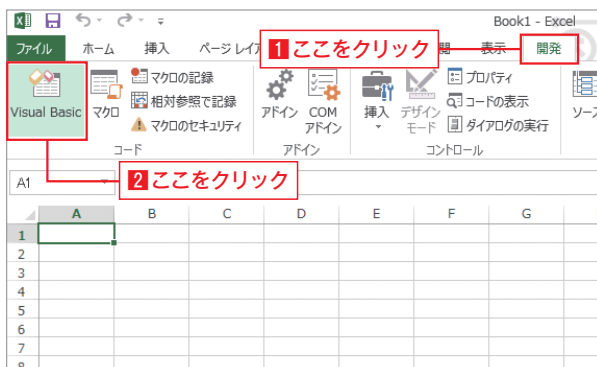 Book1 - Excel
ファイル ホーム 挿入 ページ レイア 1 ここをクリック 表示 開発
Visual Basic マクロ マクロの記録 相対参照で記録 マクロのセキュリティ アドイン COM アドイン 挿入 デザイン モード プロパティ コードの表示 ダイアログの実行 ソース
コード アドイン コントロール
A1 2 ここをクリック
A B C D E F G
1
2
3
4
5
6
7
8